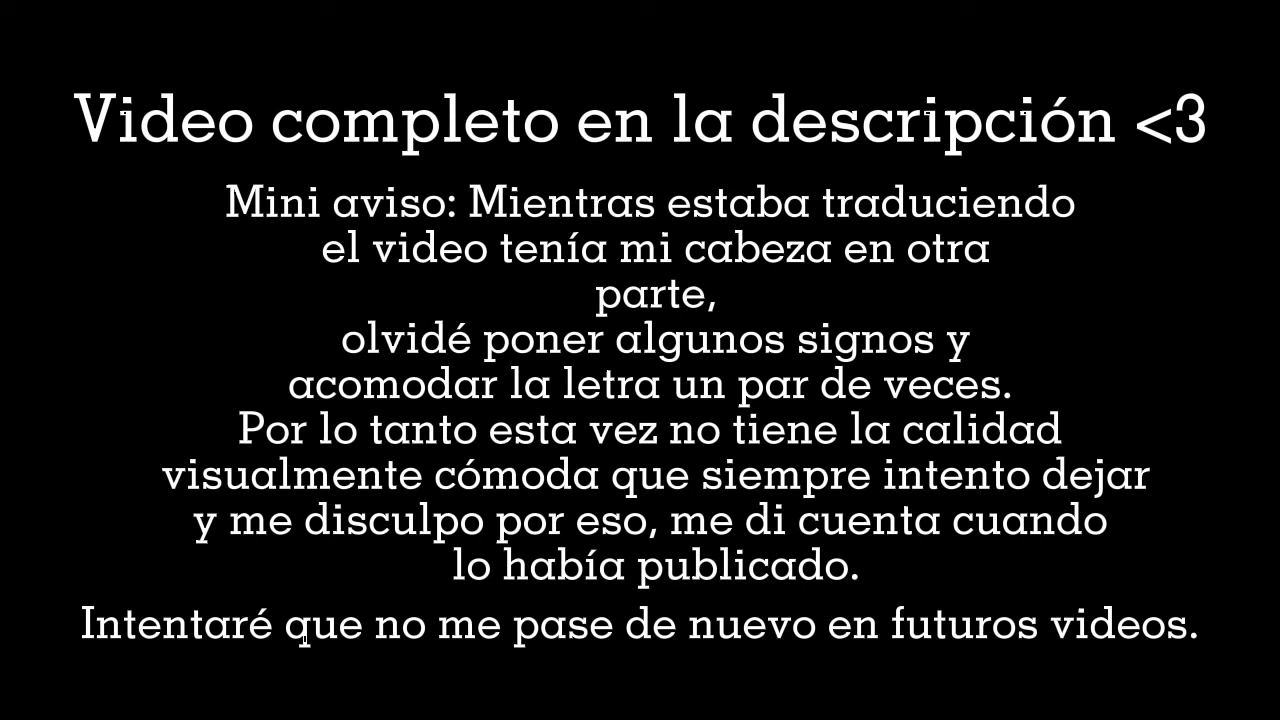 Video completo en la descripción <3
Mini aviso: Mientras estaba traduciendo
el video tenía mi cabeza en otra
parte,
olvidé poner algunos signos y
acomodar la letra un par de veces.
Por lo tanto esta vez no tiene la calidad
visualmente cómoda que siempre intento dejar
y me disculpo por eso, me di cuenta cuando
lo había publicado.
Intentaré que no me pase de nuevo en futuros videos.